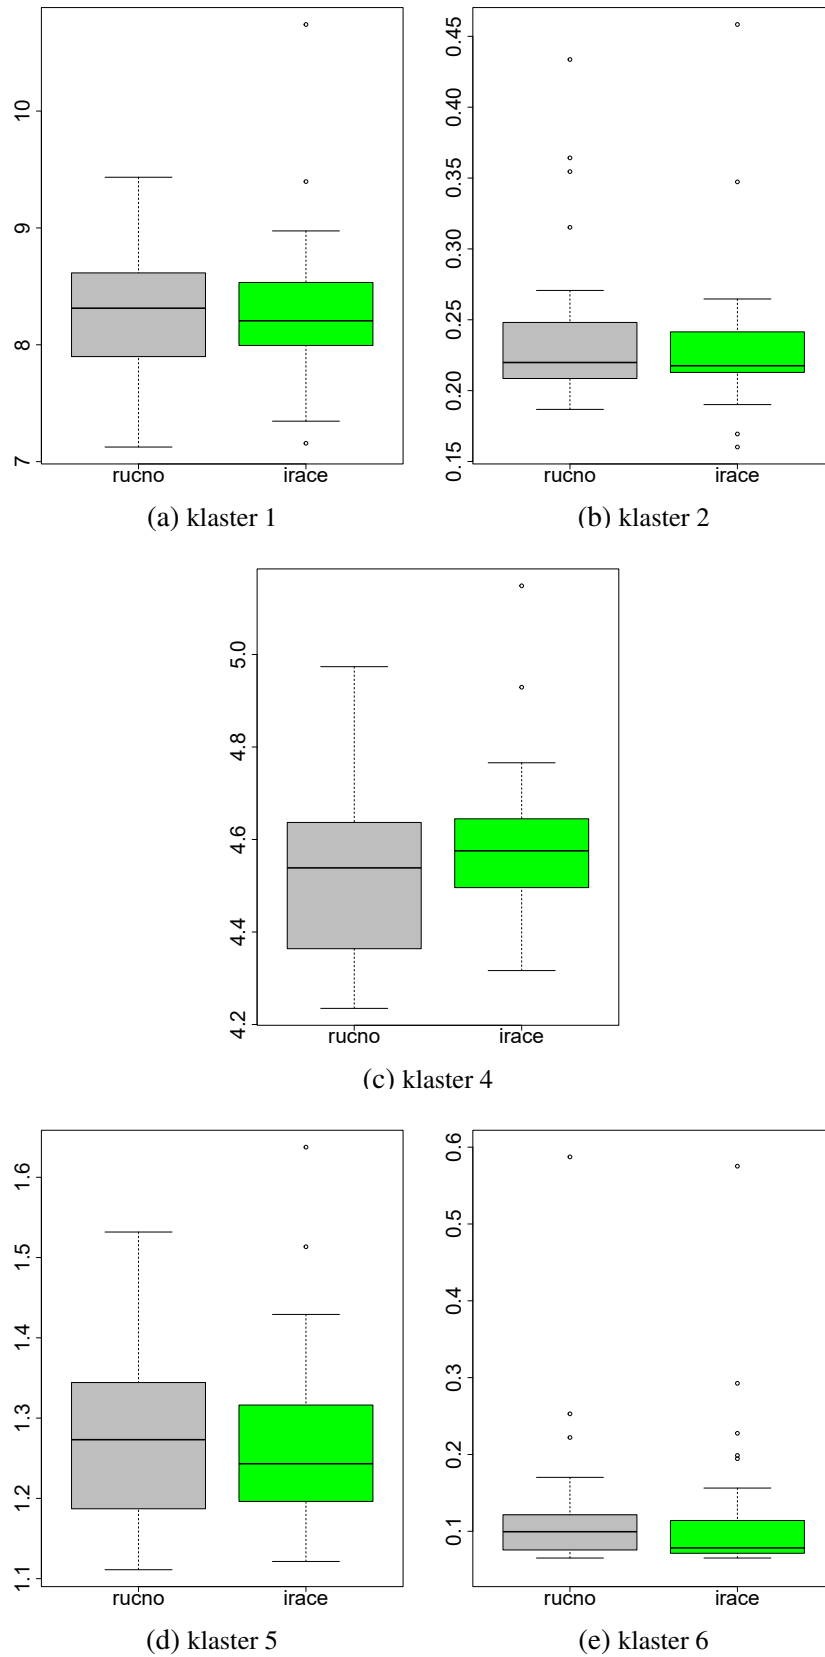 10
9
8
7
rucno irace
(a) klaster 1
0.45
0.40
0.35
0.30
0.25
0.20
0.15
rucno irace
(b) klaster 2
5.0
4.8
4.6
4.4
4.2
rucno irace
(c) klaster 4
1.6
1.5
1.4
1.3
1.2
1.1
rucno irace
(d) klaster 5
0.6
0.5
0.4
0.3
0.2
0.1
rucno irace
(e) klaster 6